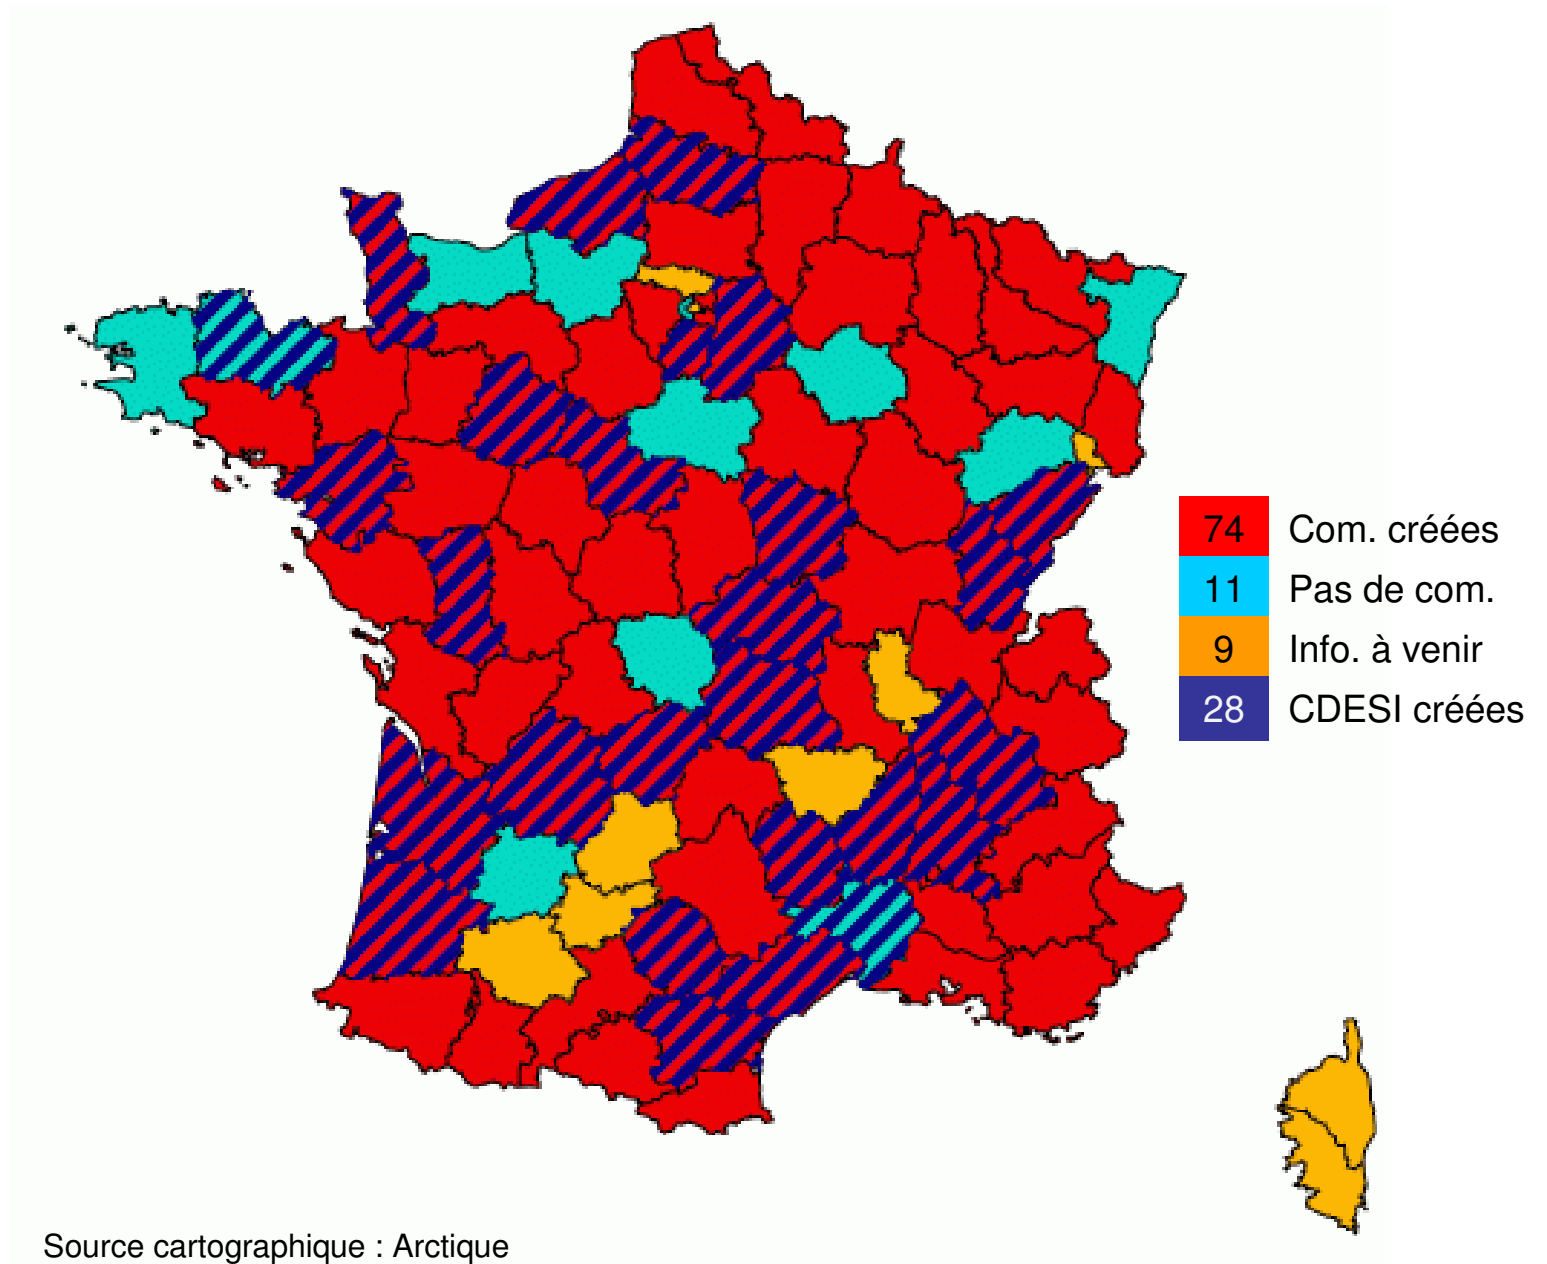 74 Com. créées
11 Pas de com.
9 Info. à venir
28 CDESI créées
Source cartographique : Arctique